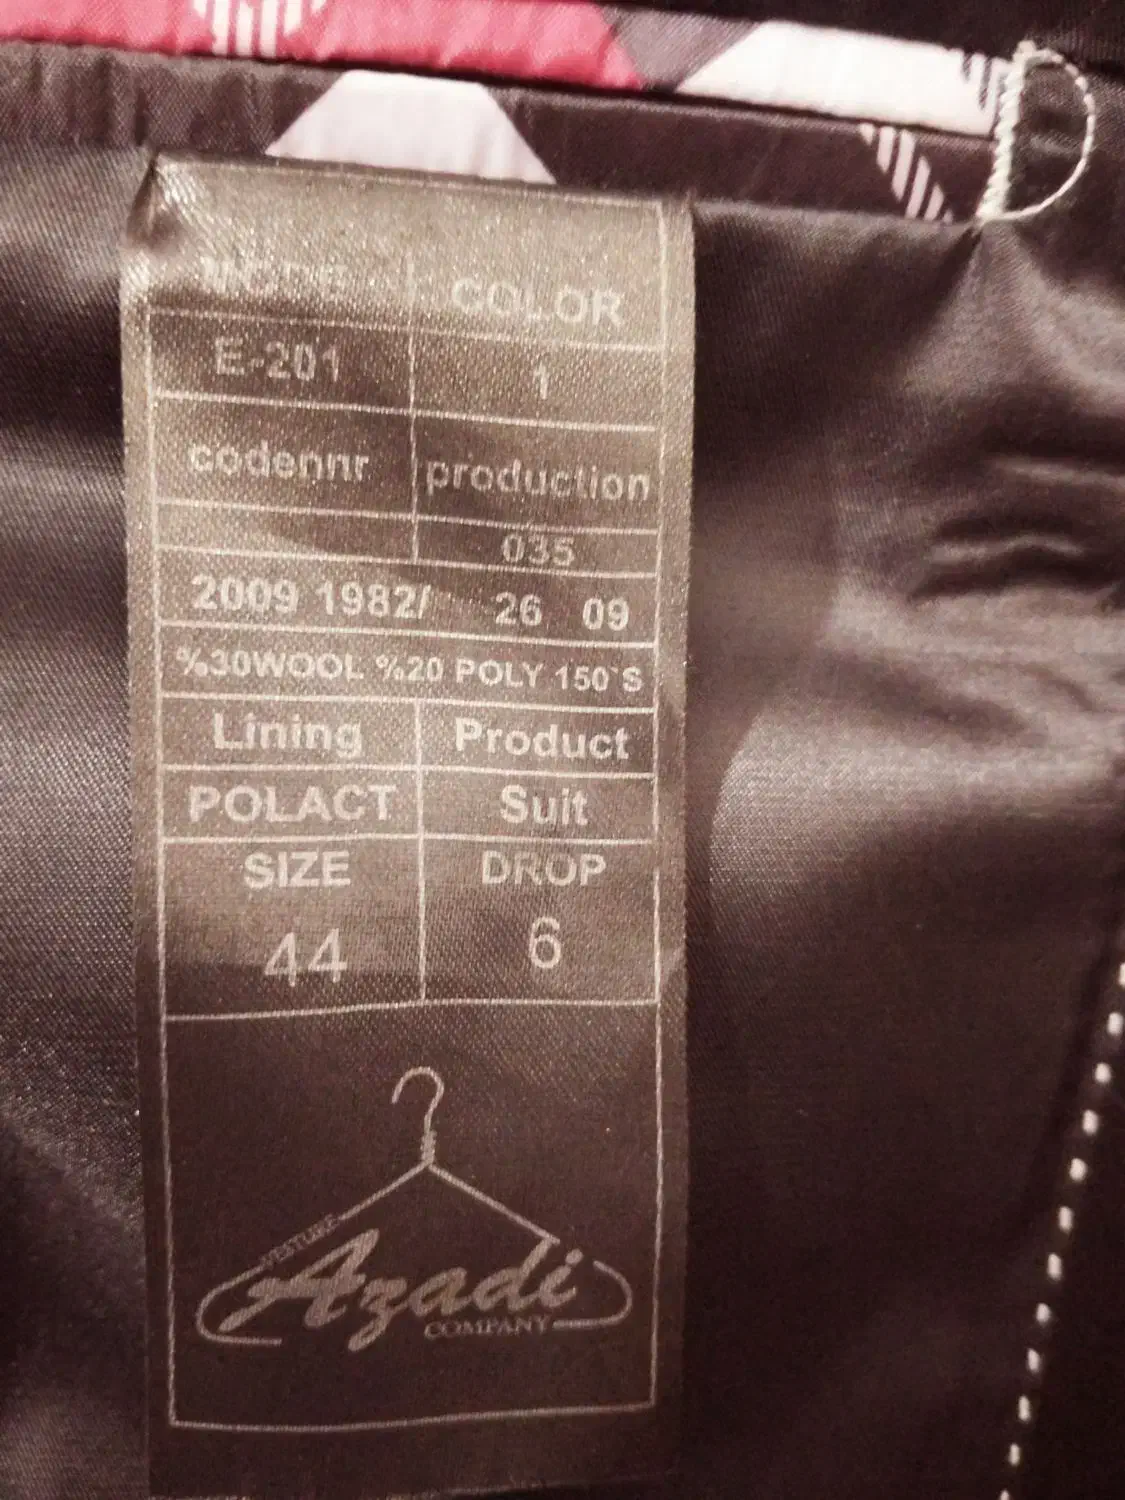 COLOR
E-201 1
codennr production
035
2009 1982/ 26 09
%30WOOL %20 POLY 150`S
Lining Product
POLACT Suit
SIZE DROP
44 6
Azadi
COMPANY